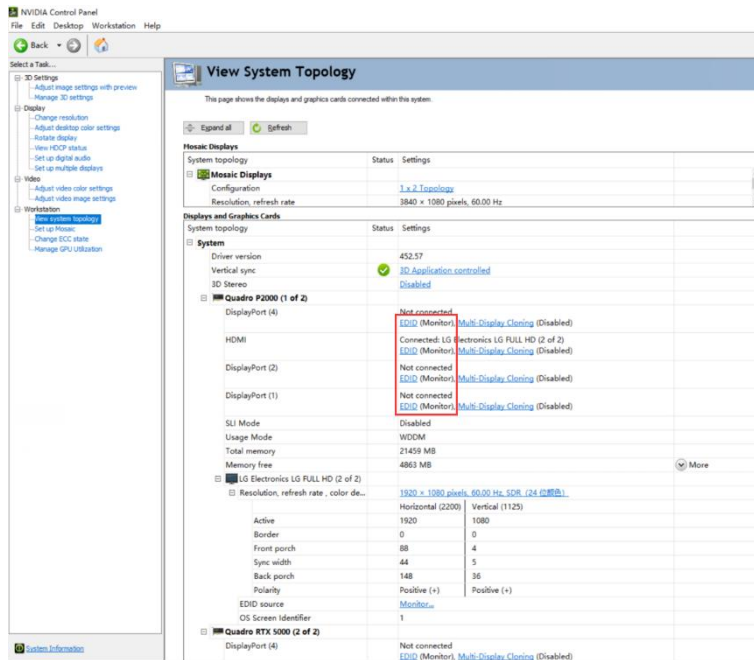 NVIDIA Control Panel
File Edit Desktop Workstation Help
Back
Select a Task...
3D Settings
Adjust image settings with preview
Manage 3D settings
Display
Change resolution
Adjust desktop color settings
Rotate display
View HDCP status
Set up digital audio
Set up multiple displays
Video
Adjust video color settings
Adjust video image settings
Workstation
View system topology
Set up Mosaic
Change ECC state
Manage GPU Utilization
System Information
View System Topology
This page shows the displays and graphics cards connected within this system.
Expand all Refresh
Mosaic Displays
System topology Status Settings
Mosaic Displays
Configuration 1 x 2 Topology
Resolution, refresh rate 3840 × 1080 pixels, 60.00 Hz
Displays and Graphics Cards
System topology Status Settings
System
Driver version 452.57
Vertical sync 3D Application controlled
3D Stereo Disabled
Quadro P2000 (1 of 2)
DisplayPort (4) Not connected
EDID (Monitor), Multi-Display Cloning (Disabled)
HDMI Connected: LG Electronics LG FULL HD (2 of 2)
EDID (Monitor), Multi-Display Cloning (Disabled)
DisplayPort (2) Not connected
EDID (Monitor), Multi-Display Cloning (Disabled)
DisplayPort (1) Not connected
EDID (Monitor), Multi-Display Cloning (Disabled)
SLI Mode Disabled
Usage Mode WDDM
Total memory 21459 MB
Memory free 4863 MB More
LG Electronics LG FULL HD (2 of 2)
Resolution, refresh rate , color de... 1920 × 1080 pixels, 60.00 Hz, SDR (24 位颜色)
Horizontal (2200) Vertical (1125)
Active 1920 1080
Border 0 0
Front porch 88 4
Sync width 44 5
Back porch 148 36
Polarity Positive (+) Positive (+)
EDID source Monitor...
OS Screen Identifier 1
Quadro RTX 5000 (2 of 2)
DisplayPort (4) Not connected
EDID (Monitor), Multi-Display Cloning (Disabled)